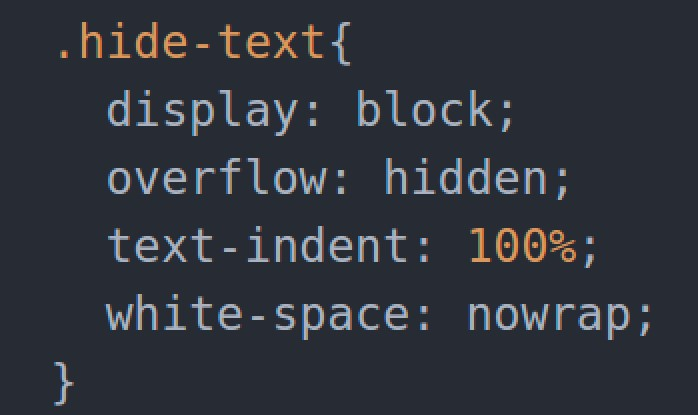 .hide-text{
  display: block;
  overflow: hidden;
  text-indent: 100%;
  white-space: nowrap;
}